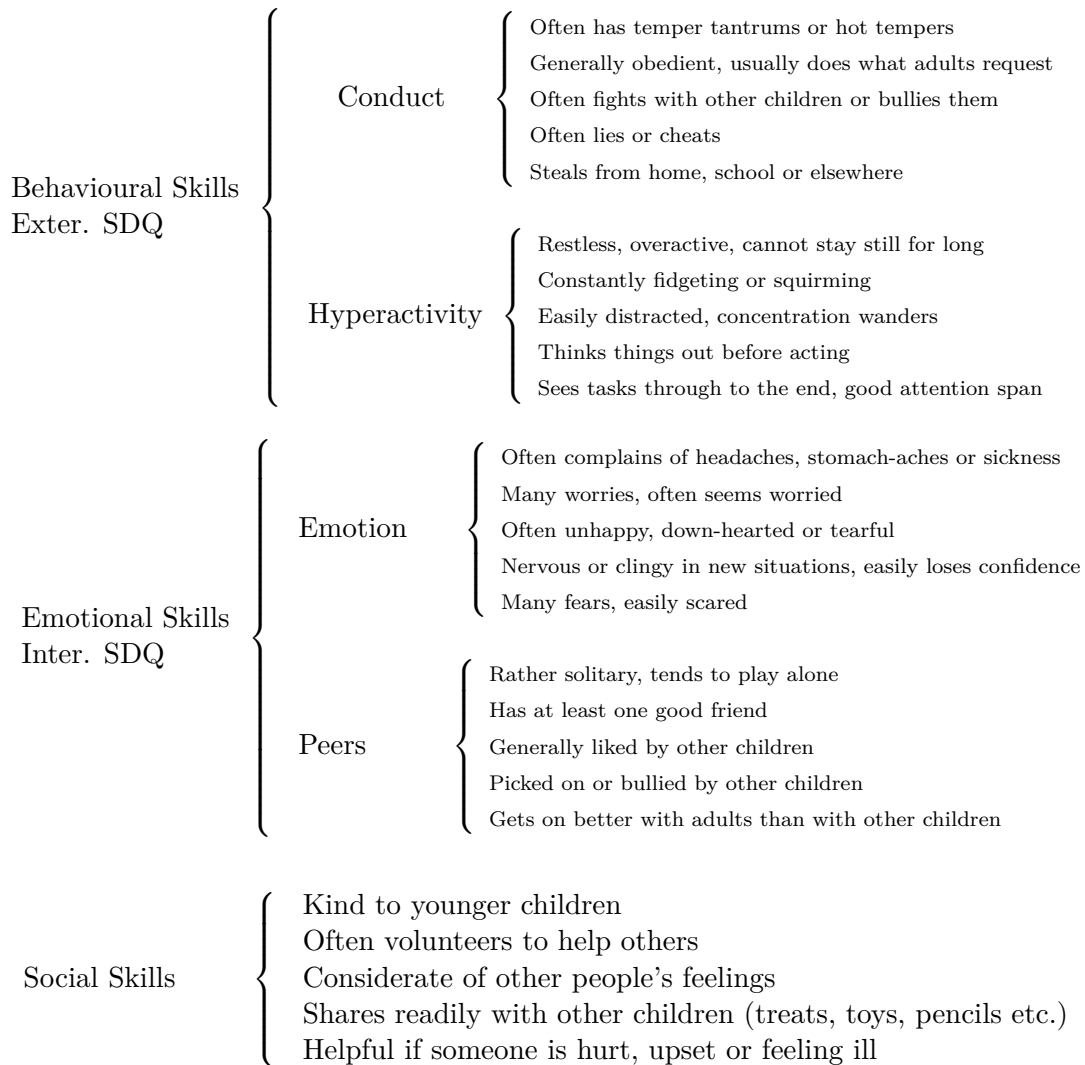 Behavioural Skills
Exter. SDQ
Conduct
Often has temper tantrums or hot tempers
Generally obedient, usually does what adults request
Often fights with other children or bullies them
Often lies or cheats
Steals from home, school or elsewhere
Hyperactivity
Restless, overactive, cannot stay still for long
Constantly fidgeting or squirming
Easily distracted, concentration wanders
Thinks things out before acting
Sees tasks through to the end, good attention span
Emotional Skills
Inter. SDQ
Emotion
Often complains of headaches, stomach-aches or sickness
Many worries, often seems worried
Often unhappy, down-hearted or tearful
Nervous or clingy in new situations, easily loses confidence
Many fears, easily scared
Peers
Rather solitary, tends to play alone
Has at least one good friend
Generally liked by other children
Picked on or bullied by other children
Gets on better with adults than with other children
Social Skills
Kind to younger children
Often volunteers to help others
Considerate of other people's feelings
Shares readily with other children (treats, toys, pencils etc.)
Helpful if someone is hurt, upset or feeling ill